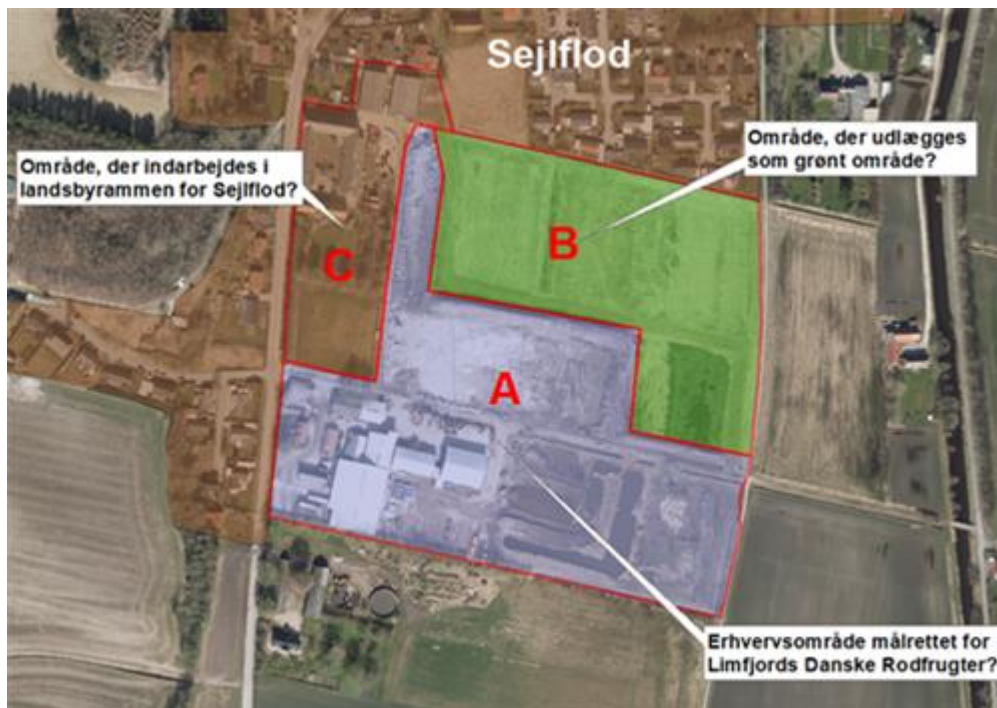 Sejlflod
Område, der udlægges
som grønt område?
Område, der indarbejdes i
landsbyrammen for Sejlflod?
B
C
A
Erhvervsområde målrettet for
Limfjords Danske Rodfrugter?